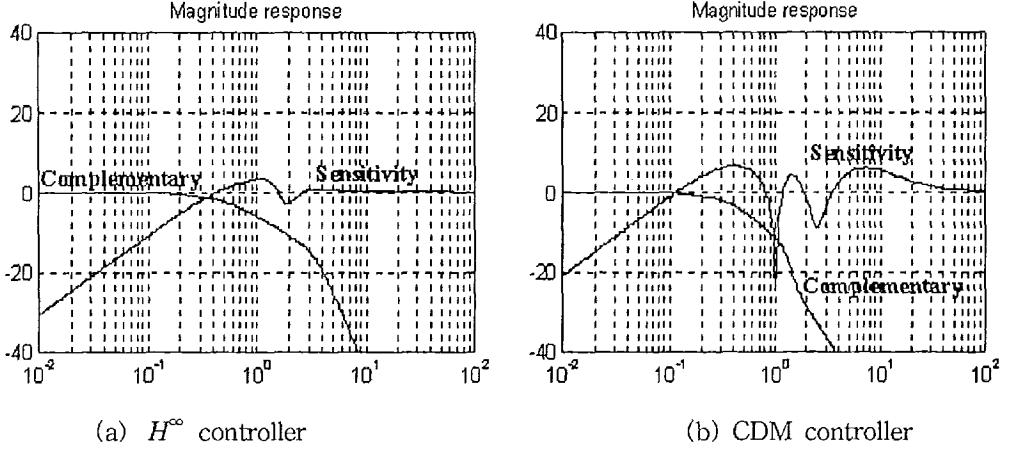 Magnitude response
40
20
0
-20
-40
Complementary
Sensitivity
10^-2
10^-1
10^0
10^1
10^2
(a) H^∞ controller
Magnitude response
40
20
0
-20
-40
Sensitivity
Complementary
10^-2
10^-1
10^0
10^1
10^2
(b) CDM controller